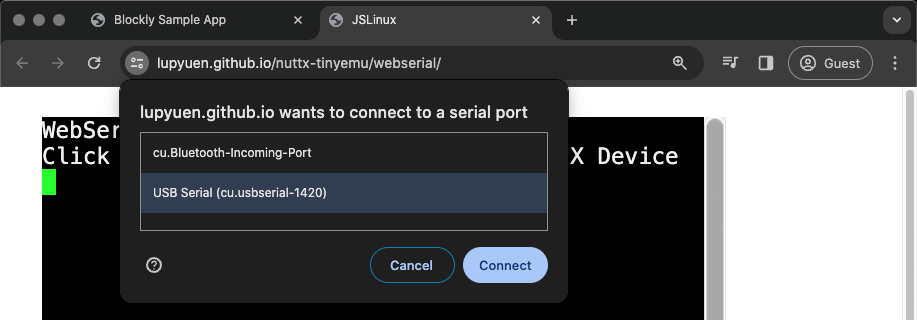 Blockly Sample App
JSLinux
lupyuen.github.io/nuttx-tinyemu/webserial/
Guest
lupyuen.github.io wants to connect to a serial port
cu.Bluetooth-Incoming-Port
USB Serial (cu.usbserial-1420)
Cancel
Connect
WebSer
Click X Device